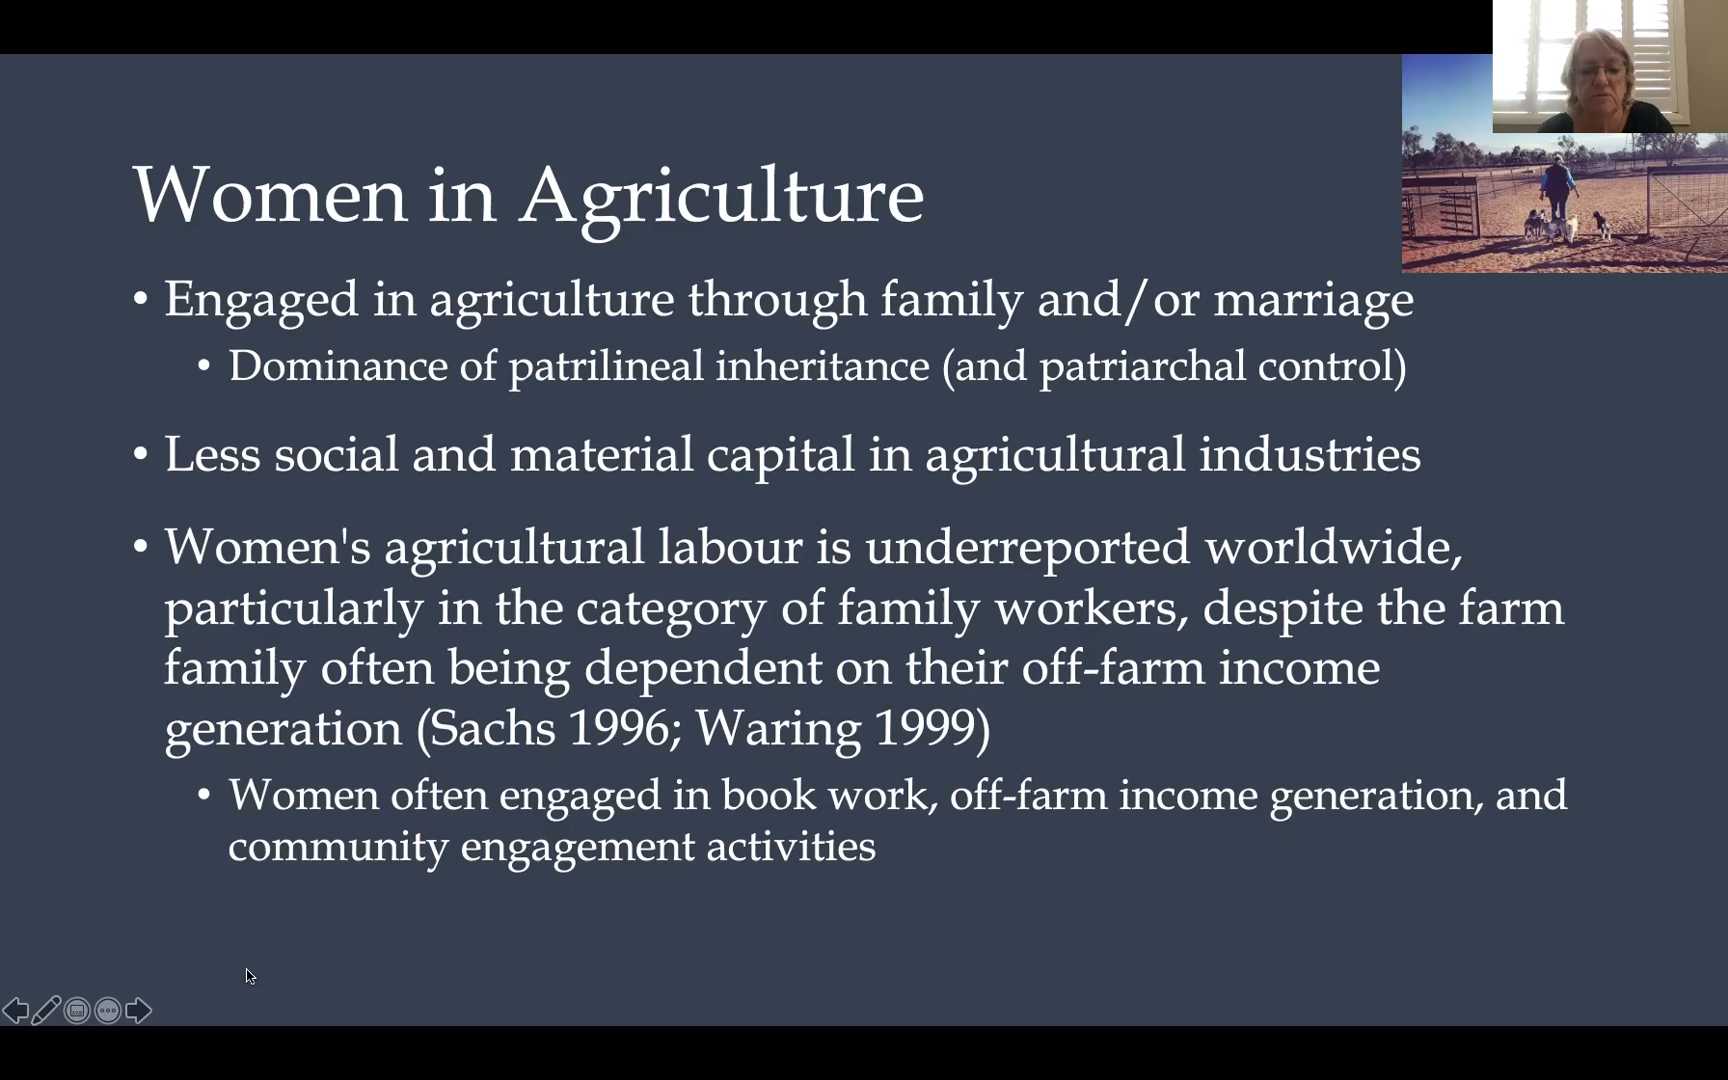 Women in Agriculture
• Engaged in agriculture through family and/or marriage
• Dominance of patrilineal inheritance (and patriarchal control)
• Less social and material capital in agricultural industries
• Women's agricultural labour is underreported worldwide,
particularly in the category of family workers, despite the farm
family often being dependent on their off-farm income
generation (Sachs 1996; Waring 1999)
• Women often engaged in book work, off-farm income generation, and
community engagement activities